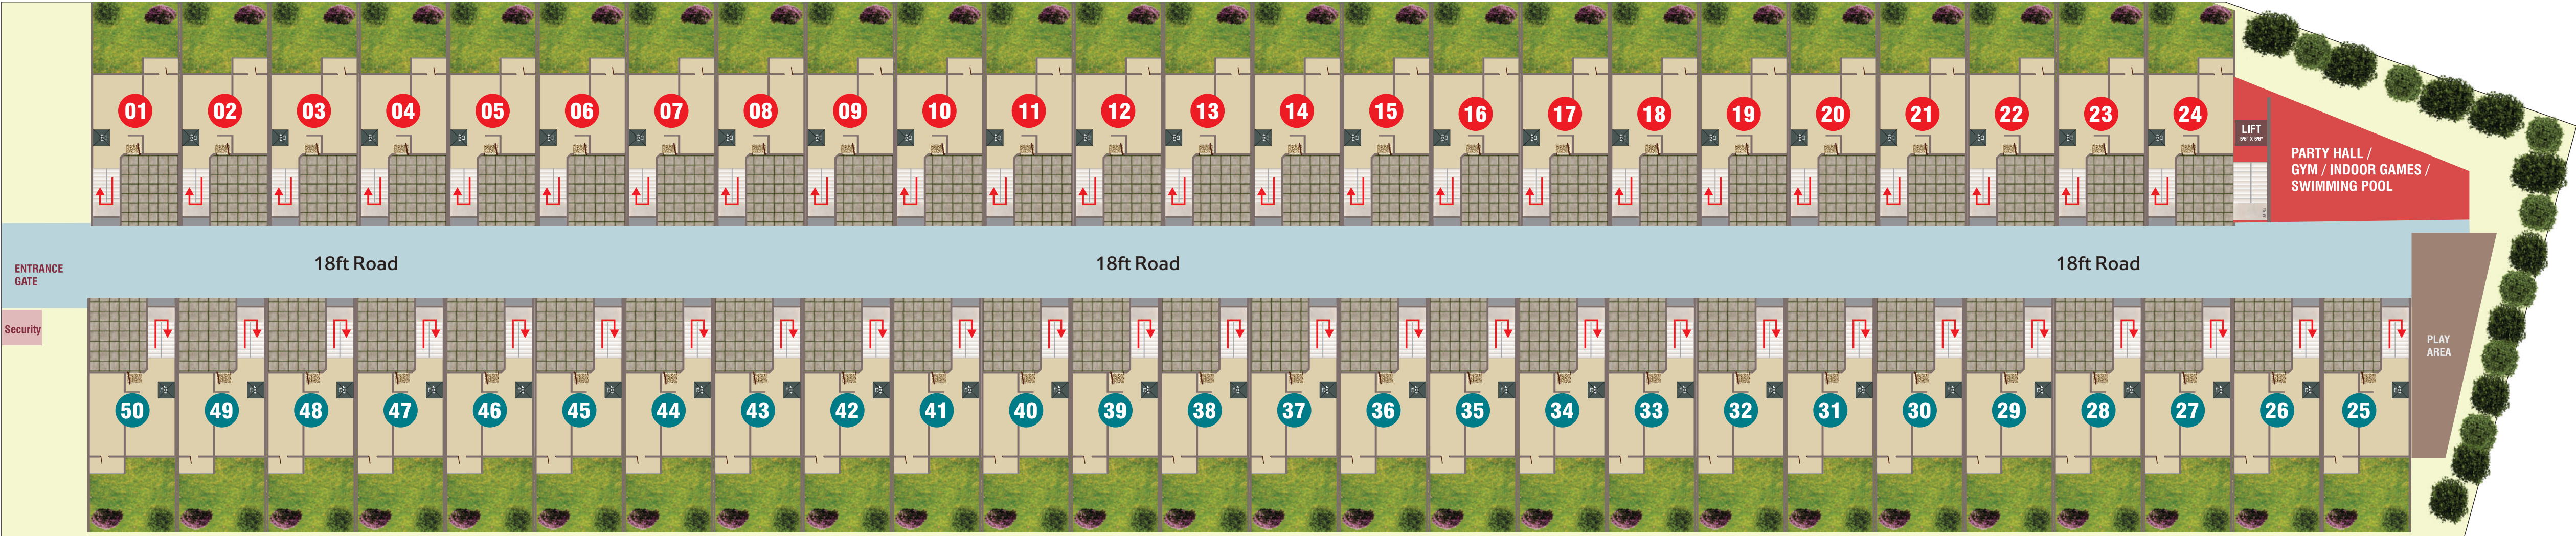 01 02 03 04 05 06 07 08 09 10 11 12 13 14 15 16 17 18 19 20 21 22 23 24
LIFT
PARTY HALL /
GYM / INDOOR GAMES /
SWIMMING POOL
ENTRANCE
GATE
18ft Road 18ft Road 18ft Road
Security
PLAY
AREA
50 49 48 47 46 45 44 43 42 41 40 39 38 37 36 35 34 33 32 31 30 29 28 27 26 25